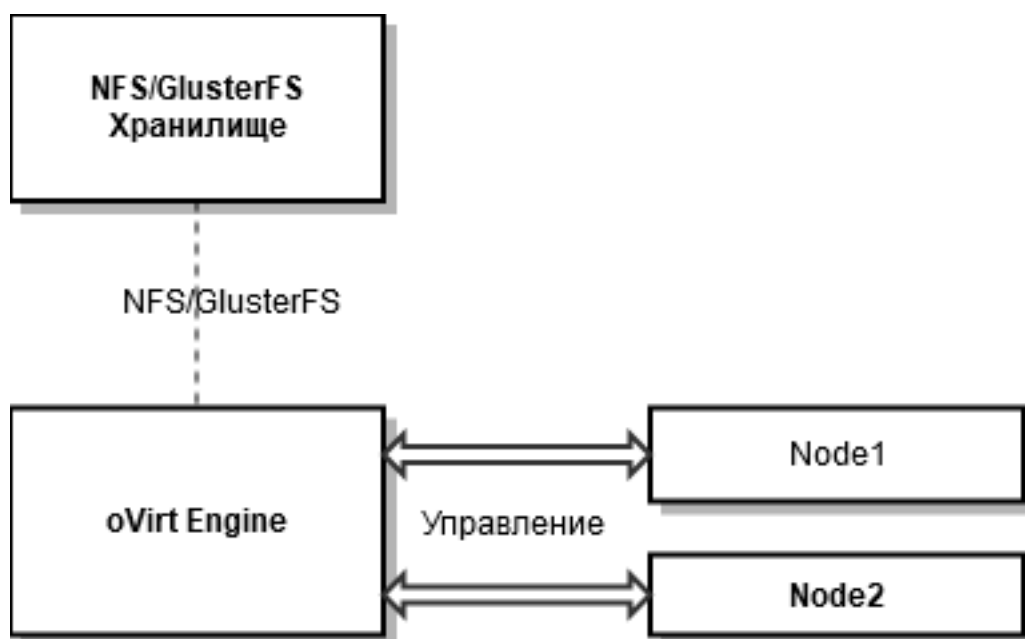 NFS/GlusterFS
Хранилище
NFS/GlusterFS
oVirt Engine
Управление
Node1
Node2